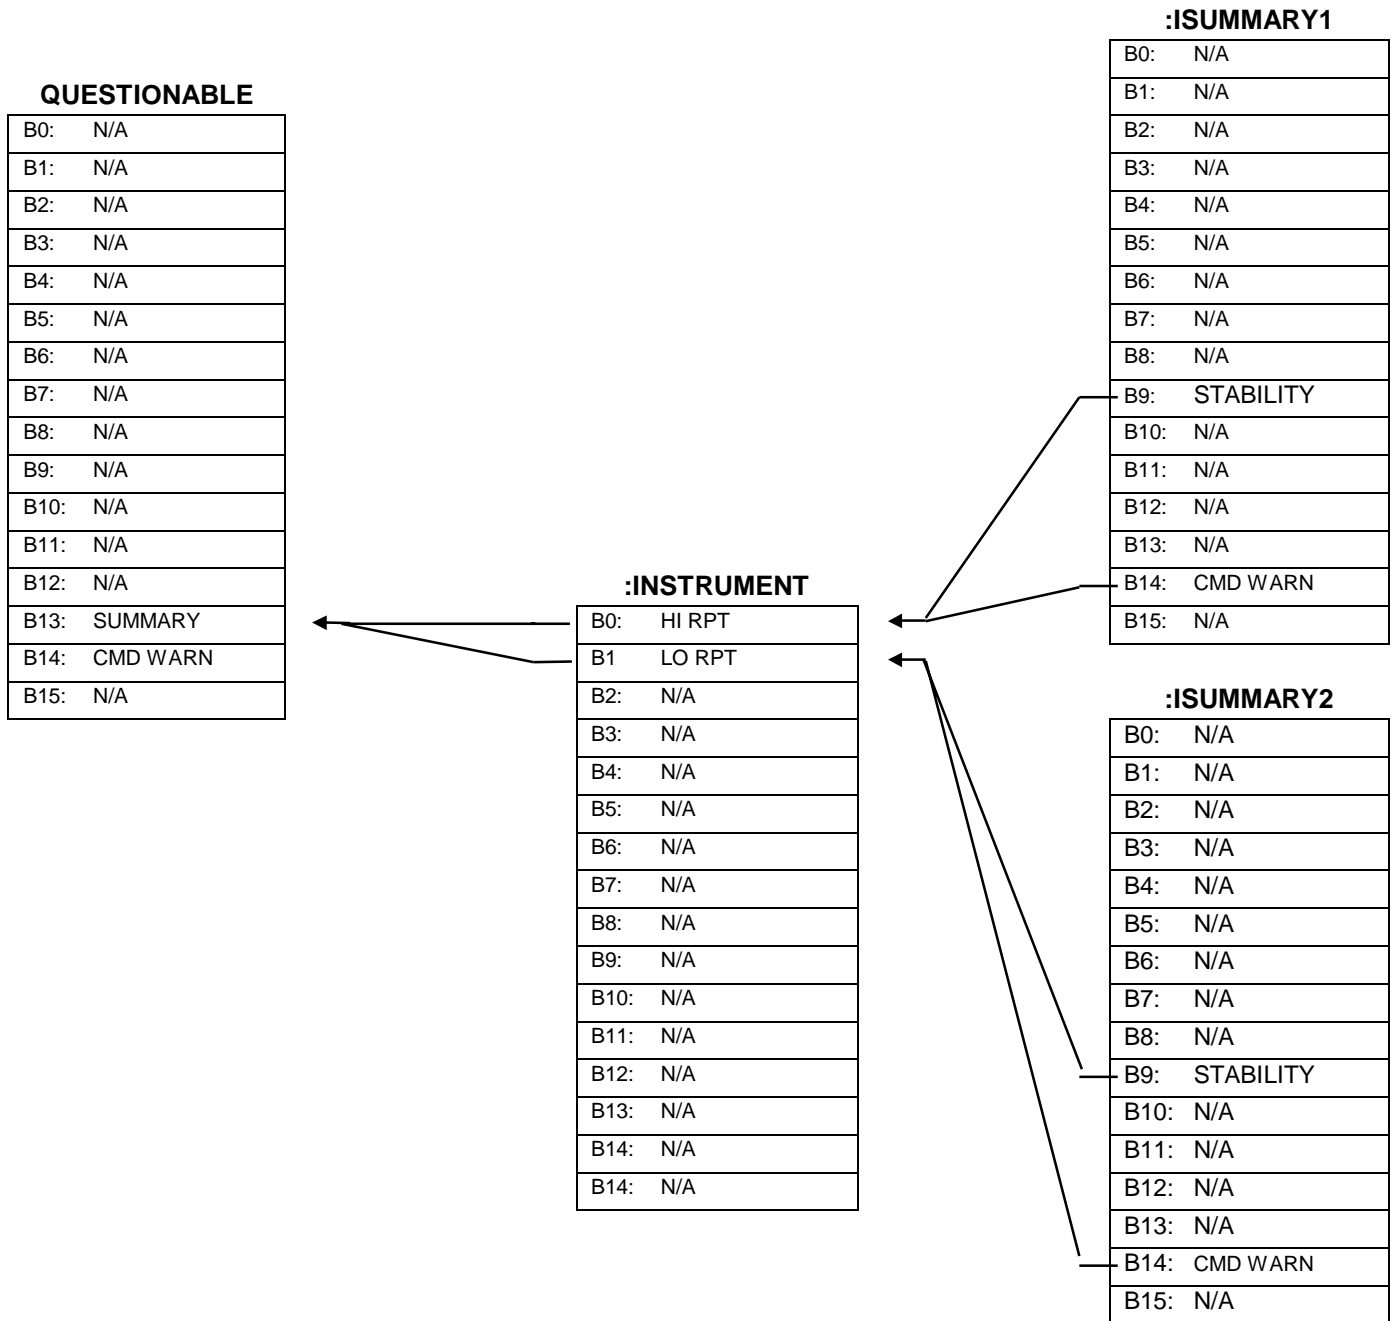 QUESTIONABLE
B0: N/A
B1: N/A
B2: N/A
B3: N/A
B4: N/A
B5: N/A
B6: N/A
B7: N/A
B8: N/A
B9: N/A
B10: N/A
B11: N/A
B12: N/A
B13: SUMMARY
B14: CMD WARN
B15: N/A
:INSTRUMENT
B0: HI RPT
B1 LO RPT
B2: N/A
B3: N/A
B4: N/A
B5: N/A
B6: N/A
B7: N/A
B8: N/A
B9: N/A
B10: N/A
B11: N/A
B12: N/A
B13: N/A
B14: N/A
B14: N/A
:ISUMMARY1
B0: N/A
B1: N/A
B2: N/A
B3: N/A
B4: N/A
B5: N/A
B6: N/A
B7: N/A
B8: N/A
B9: STABILITY
B10: N/A
B11: N/A
B12: N/A
B13: N/A
B14: CMD WARN
B15: N/A
:ISUMMARY2
B0: N/A
B1: N/A
B2: N/A
B3: N/A
B4: N/A
B5: N/A
B6: N/A
B7: N/A
B8: N/A
B9: STABILITY
B10: N/A
B11: N/A
B12: N/A
B13: N/A
B14: CMD WARN
B15: N/A